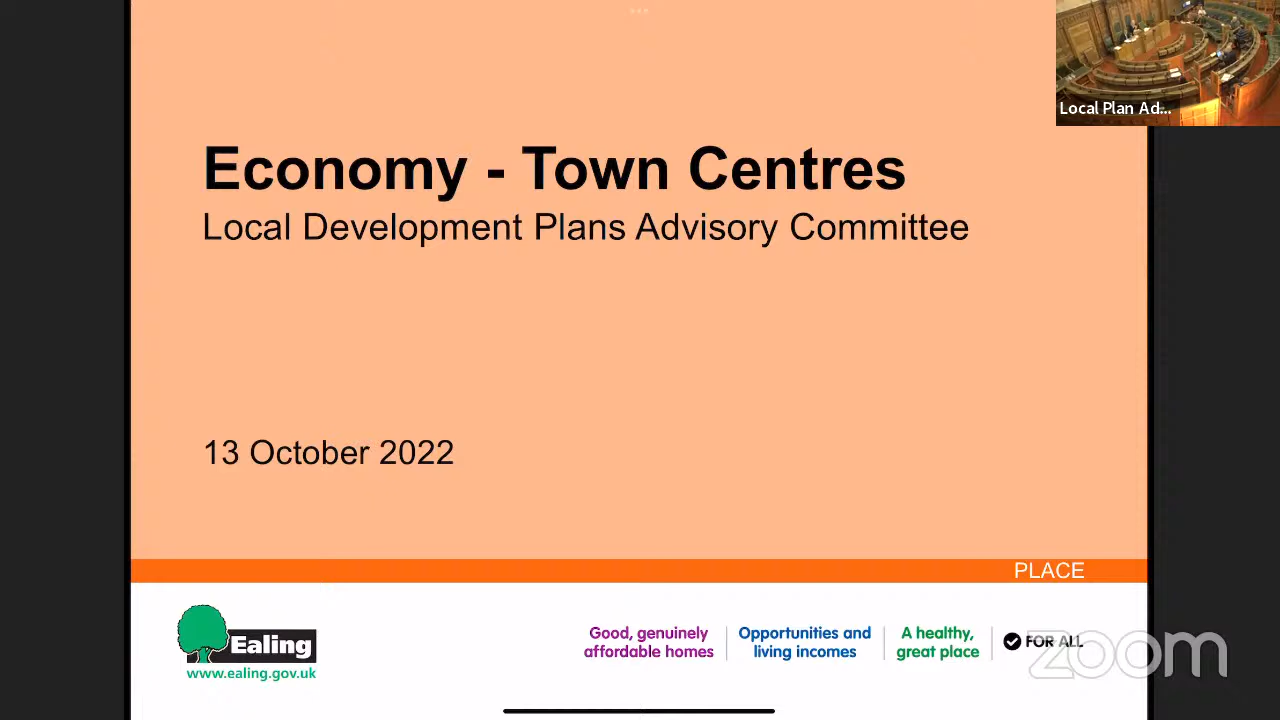 Local Plan Ad...
Economy - Town Centres
Local Development Plans Advisory Committee
13 October 2022
PLACE
Ealing
www.ealing.gov.uk
Good, genuinely
affordable homes
Opportunities and
living incomes
A healthy,
great place
FOR ALL
zoom